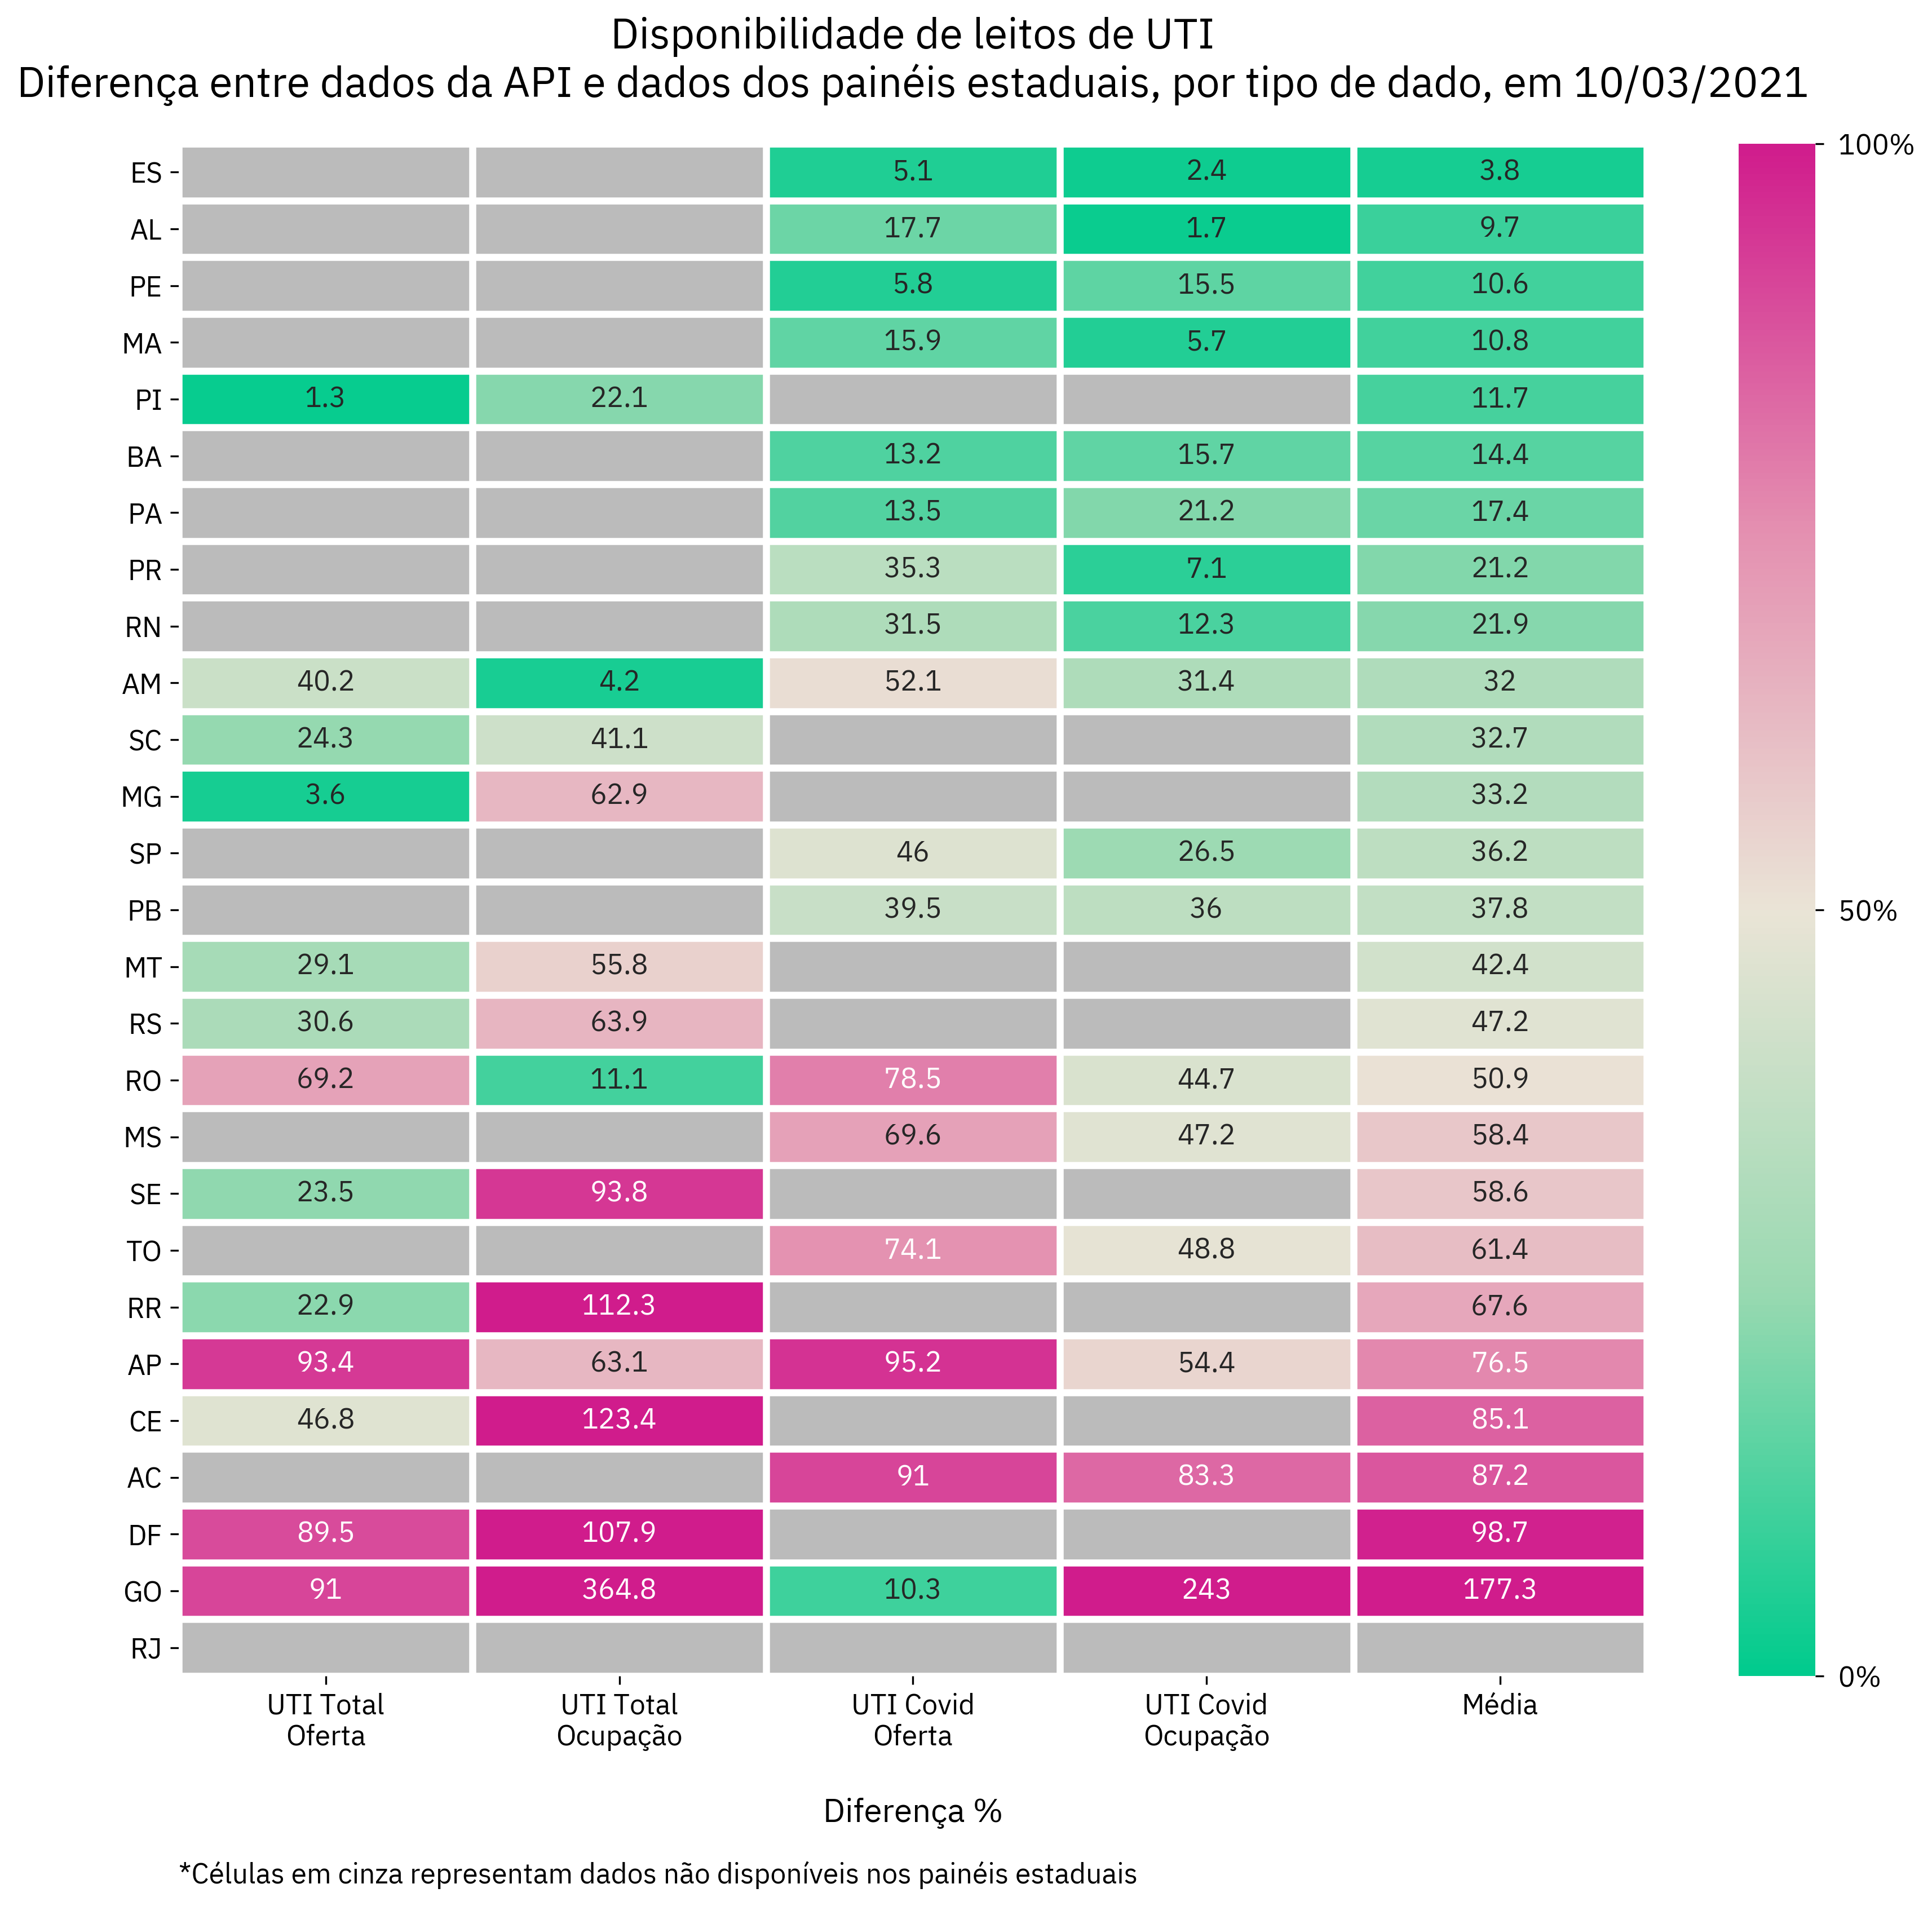 Disponibilidade de leitos de UTI
Diferença entre dados da API e dados dos painéis estaduais, por tipo de dado, em 10/03/2021
100%
ES 5.1 2.4 3.8
AL 17.7 1.7 9.7
PE 5.8 15.5 10.6
MA 15.9 5.7 10.8
PI 1.3 22.1 11.7
BA 13.2 15.7 14.4
PA 13.5 21.2 17.4
PR 35.3 7.1 21.2
RN 31.5 12.3 21.9
AM 40.2 4.2 52.1 31.4 32
SC 24.3 41.1 32.7
MG 3.6 62.9 33.2
SP 46 26.5 36.2
PB 39.5 36 37.8
50%
MT 29.1 55.8 42.4
RS 30.6 63.9 47.2
RO 69.2 11.1 78.5 44.7 50.9
MS 69.6 47.2 58.4
SE 23.5 93.8 58.6
TO 74.1 48.8 61.4
RR 22.9 112.3 67.6
AP 93.4 63.1 95.2 54.4 76.5
CE 46.8 123.4 85.1
AC 91 83.3 87.2
DF 89.5 107.9 98.7
GO 91 364.8 10.3 243 177.3
RJ
0%
UTI Total UTI Total UTI Covid UTI Covid Média
Oferta Ocupação Oferta Ocupação
Diferença %
*Células em cinza representam dados não disponíveis nos painéis estaduais